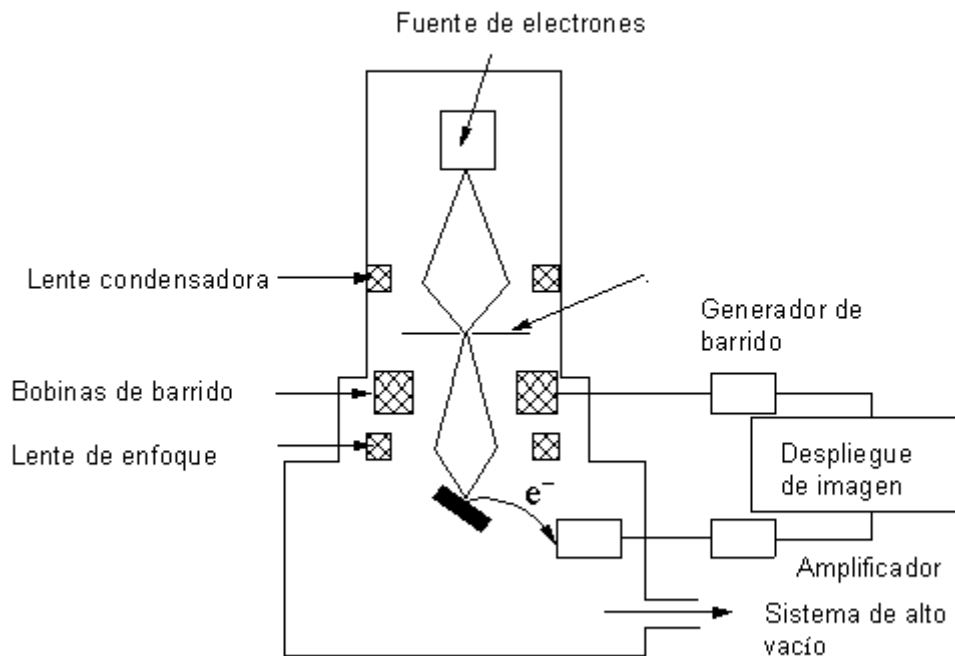 Fuente de electrones
Lente condensadora
.
Generador de
barrido
Bobinas de barrido
Lente de enfoque
Despliegue
de imagen
e⁻
Amplificador
Sistema de alto
vacío